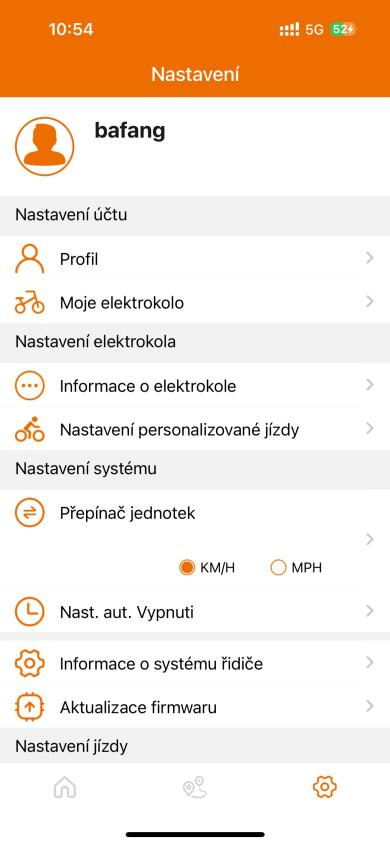 10:54
5G
52
Nastavení
bafang
Nastavení účtu
Profil
Moje elektrokolo
Nastavení elektrokola
Informace o elektrokole
Nastavení personalizované jízdy
Nastavení systému
Přepínač jednotek
KM/H MPH
Nast. aut. Vypnuti
Informace o systému řidiče
Aktualizace firmwaru
Nastavení jízdy